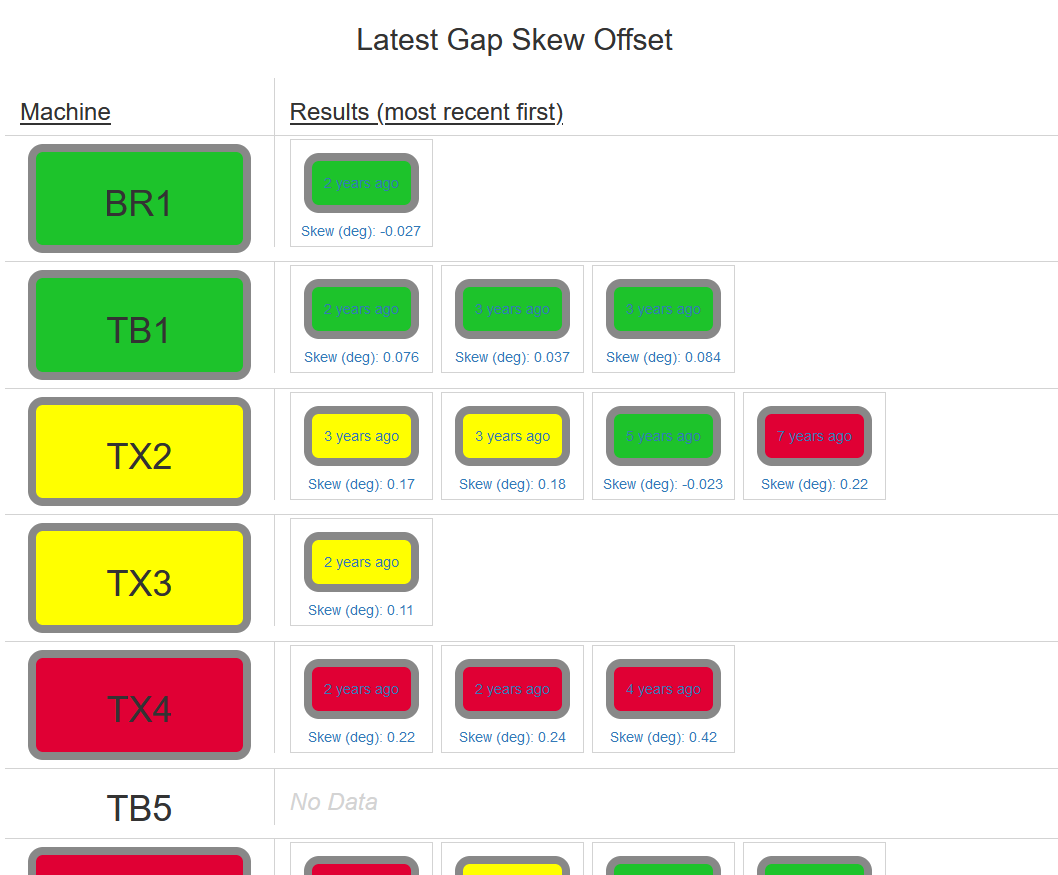 Latest Gap Skew Offset
Machine
Results (most recent first)
BR1
2 years ago
Skew (deg): -0.027
TB1
2 years ago
3 years ago
3 years ago
Skew (deg): 0.076
Skew (deg): 0.037
Skew (deg): 0.084
TX2
3 years ago
3 years ago
5 years ago
7 years ago
Skew (deg): 0.17
Skew (deg): 0.18
Skew (deg): -0.023
Skew (deg): 0.22
TX3
2 years ago
Skew (deg): 0.11
TX4
2 years ago
2 years ago
4 years ago
Skew (deg): 0.22
Skew (deg): 0.24
Skew (deg): 0.42
TB5
No Data